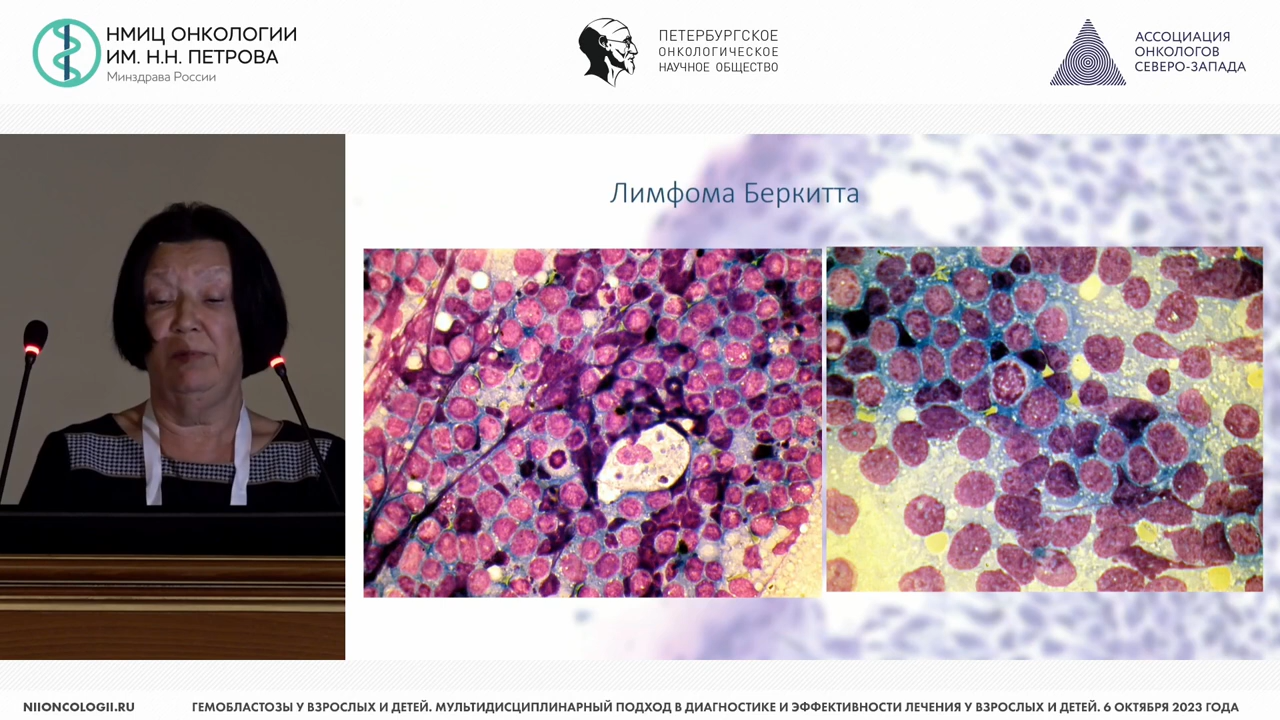 НМИЦ ОНКОЛОГИИ
ИМ. Н.Н. ПЕТРОВА
Минздрава России
ПЕТЕРБУРГСКОЕ
ОНКОЛОГИЧЕСКОЕ
НАУЧНОЕ ОБЩЕСТВО
АССОЦИАЦИЯ
ОНКОЛОГОВ
СЕВЕРО-ЗАПАДА
Лимфома Беркитта
NIIONCOLOGII.RU
ГЕМОБЛАСТОЗЫ У ВЗРОСЛЫХ И ДЕТЕЙ. МУЛЬТИДИСЦИПЛИНАРНЫЙ ПОДХОД В ДИАГНОСТИКЕ И ЭФФЕКТИВНОСТИ ЛЕЧЕНИЯ У ВЗРОСЛЫХ И ДЕТЕЙ. 6 ОКТЯБРЯ 2023 ГОДА